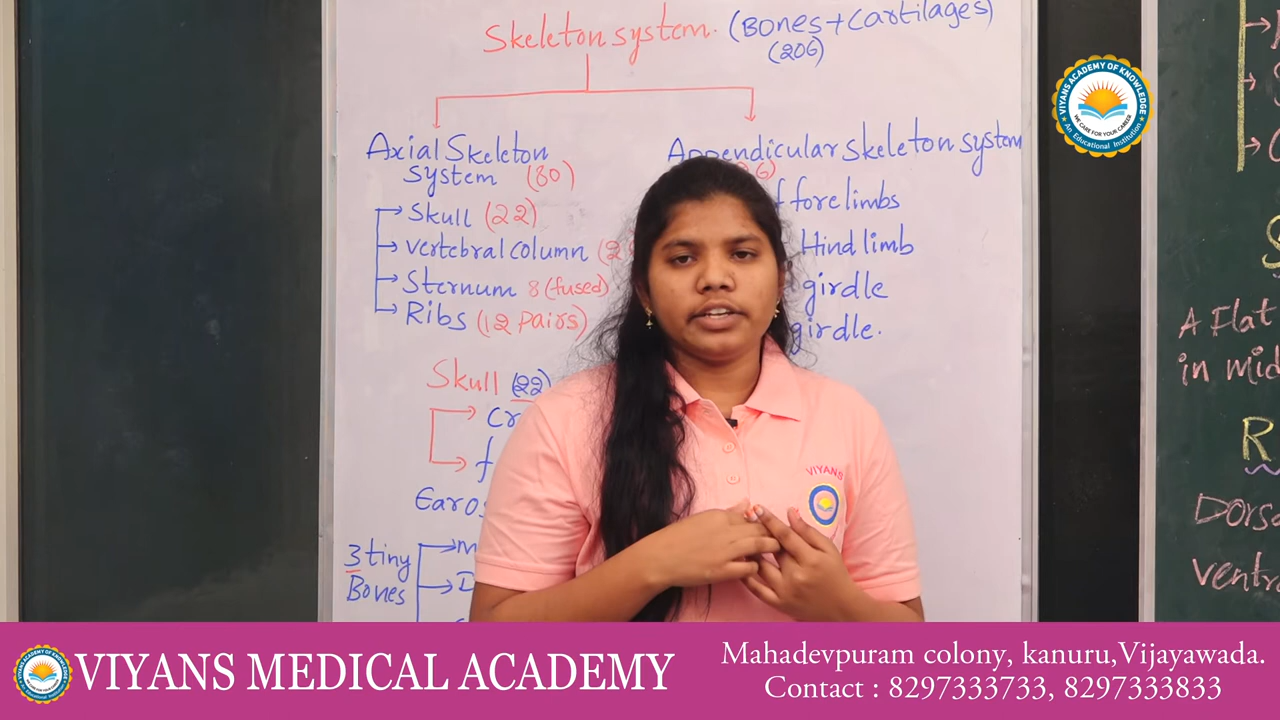 Skeleton system. (Bones + Cartilages)
(206)
Axial Skeleton
system (80)
Appendicular skeleton system
Skull (22)
fore limbs
vertebral column
Hind limb
Sternum 8 (fused)
girdle
Ribs (12 Pairs)
girdle.
Skull (22)
3 tiny
Bones
A Flat
in mid
VIYANS
VIYANS ACADEMY OF KNOWLEDGE
WE CARE FOR YOUR CAREER
An Educational Institution
VIYANS MEDICAL ACADEMY
Mahadevpuram colony, kanuru,Vijayawada.
Contact : 8297333733, 8297333833